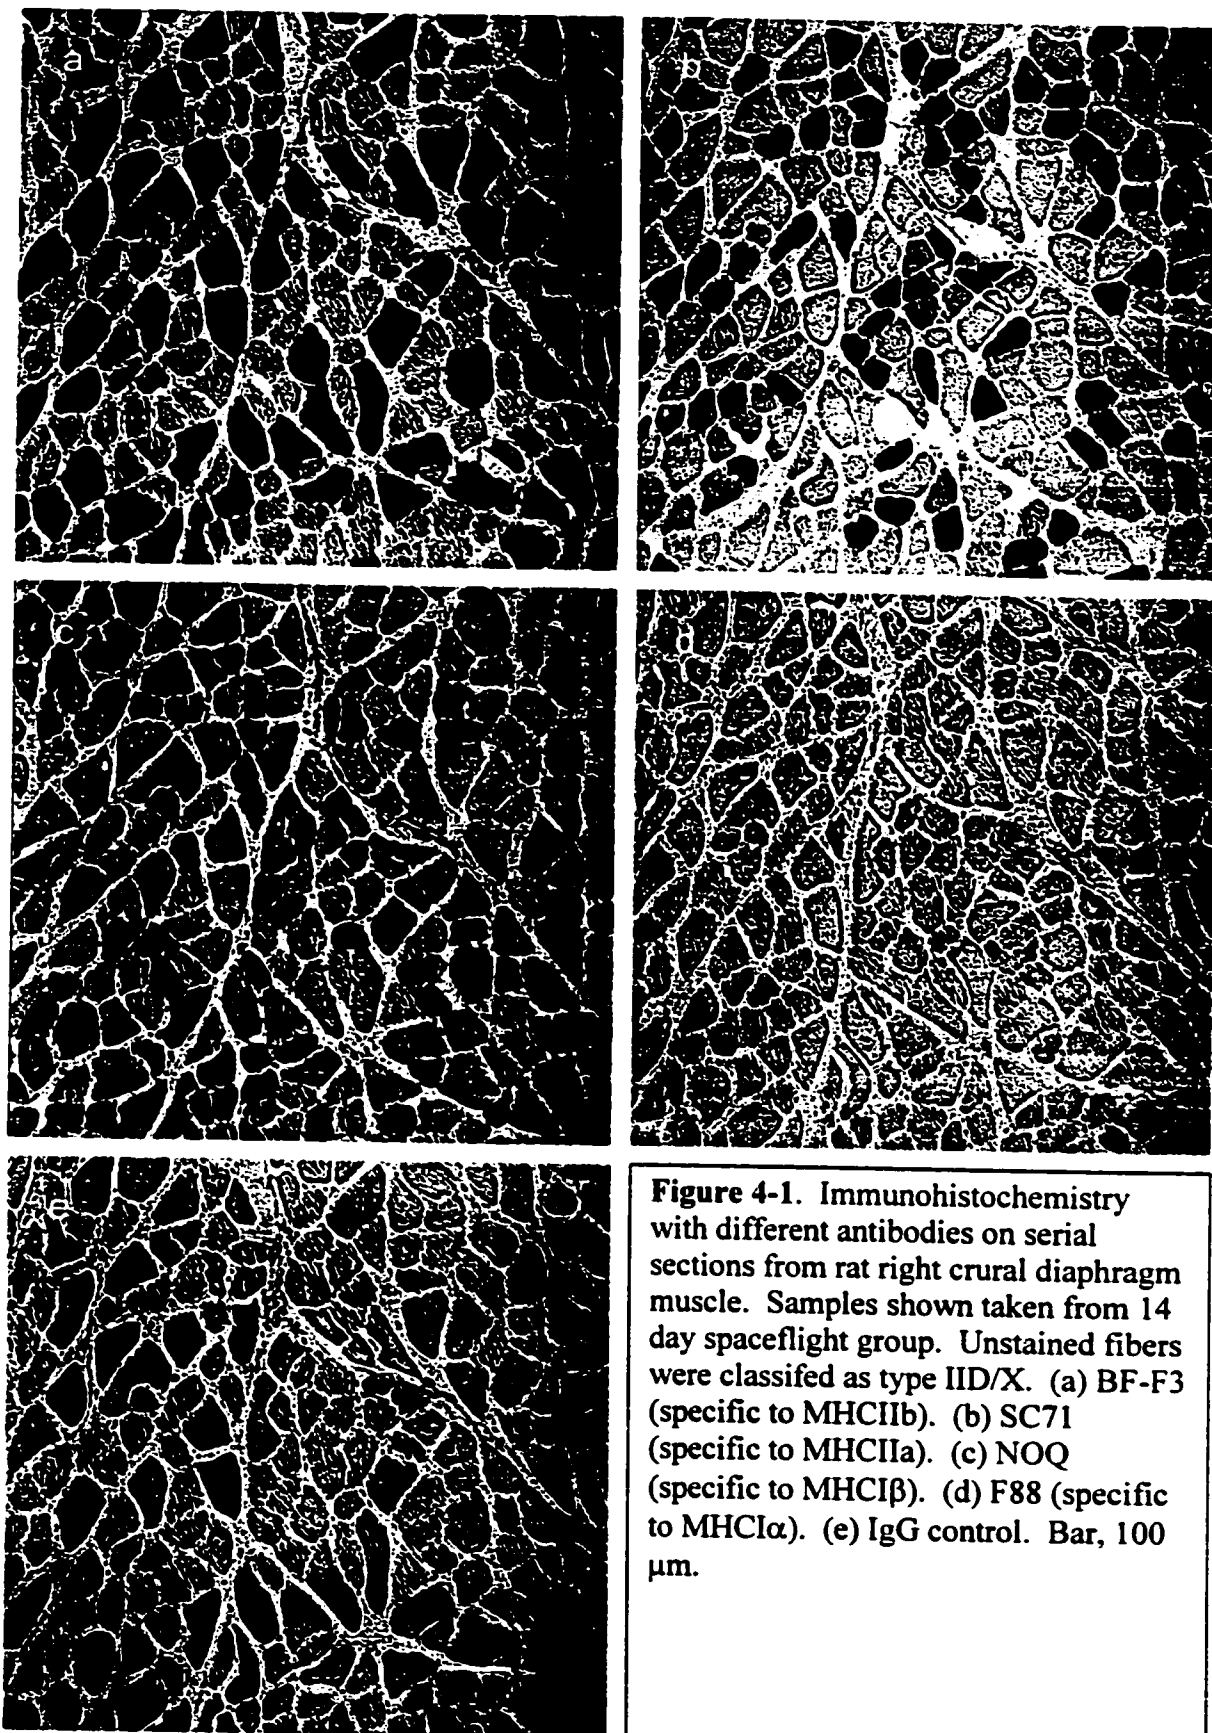 a
b
c
d
e
Figure 4-1. Immunohistochemistry
with different antibodies on serial
sections from rat right crural diaphragm
muscle. Samples shown taken from 14
day spaceflight group. Unstained fibers
were classifed as type IID/X. (a) BF-F3
(specific to MHCIIb). (b) SC71
(specific to MHCIIa). (c) NOQ
(specific to MHCIβ). (d) F88 (specific
to MHCIα). (e) IgG control. Bar, 100
μm.